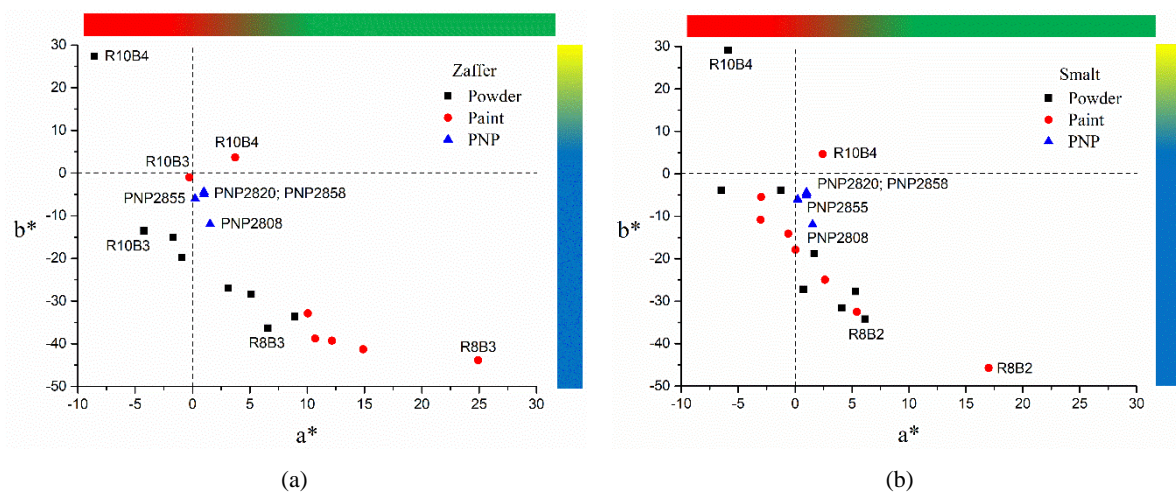 30
20
10
0
-10
-20
-30
-40
-50
b*
-10
-5
0
5
10
15
20
25
30
a*
Zaffer
Powder
Paint
PNP
R10B4
R10B4
R10B3
PNP2855
PNP2820; PNP2858
PNP2808
R10B3
R8B3
R8B3
(a)
30
20
10
0
-10
-20
-30
-40
-50
b*
-10
-5
0
5
10
15
20
25
30
a*
Smalt
Powder
Paint
PNP
R10B4
R10B4
PNP2820; PNP2858
PNP2855
PNP2808
R8B2
R8B2
(b)